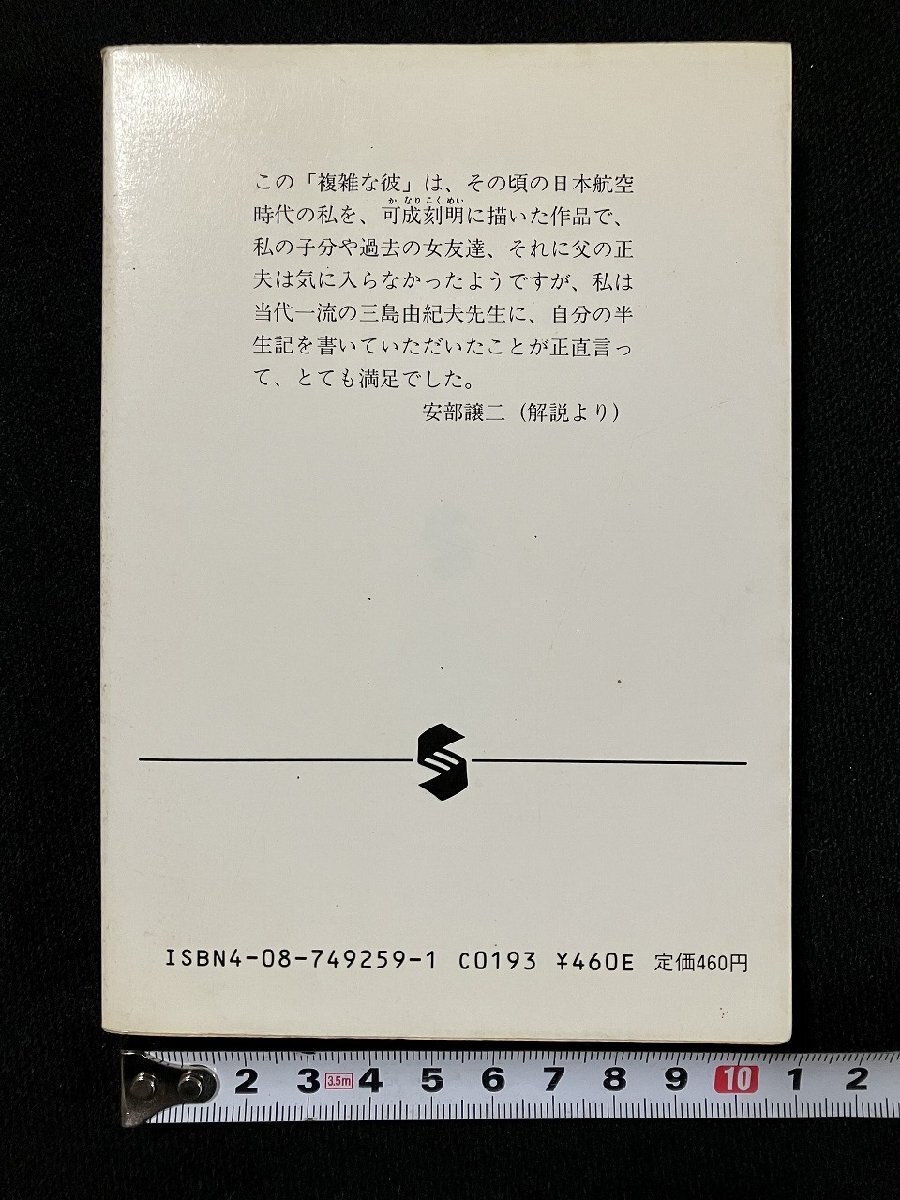 この「複雑な彼」は、その頃の日本航空
時代の私を、可成刻明に描いた作品で、
私の子分や過去の女友達、それに父の正
夫は気に入らなかったようですが、私は
当代一流の三島由紀夫先生に、自分の半
生記を書いていただいたことが正直言っ
て、とても満足でした。
安部譲二（解説より）
ISBN4-08-749259-1 C0193 ¥460E 定価460円
2 3 3.5m 4 5 6 7 8 9 10 1 2